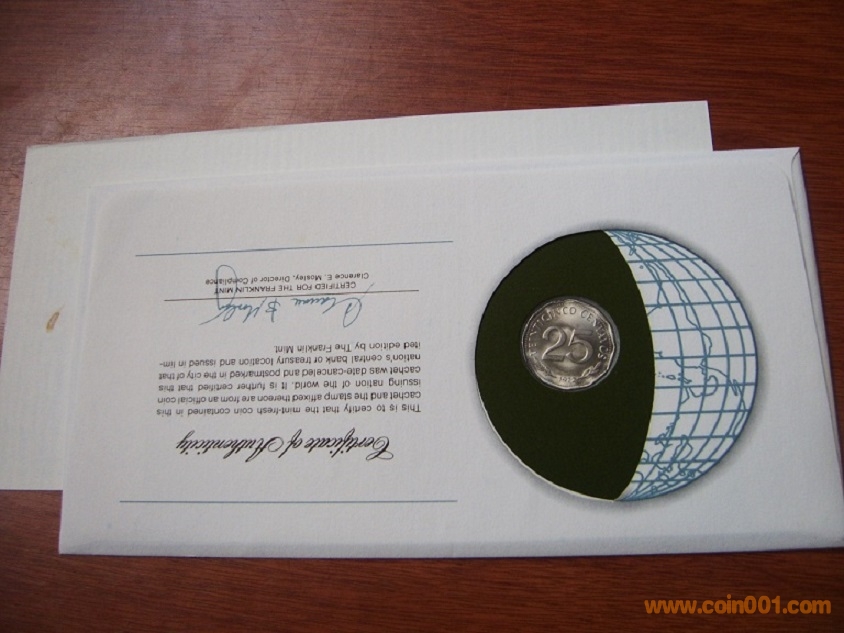 Certificate of Authenticity
This is to certify that the mint-fresh coin contained in this
cachet and the stamp affixed thereon are from an official coin
issuing nation of the world. It is further certified that this
cachet was date-canceled and postmarked in the city of that
nation's central bank or treasury location and issued in lim-
ited edition by The Franklin Mint.
CERTIFIED FOR THE FRANKLIN MINT
Clarence E. Mosley, Director of Compliance
VEINTICINCO CENTAVOS
25
www.coin001.com